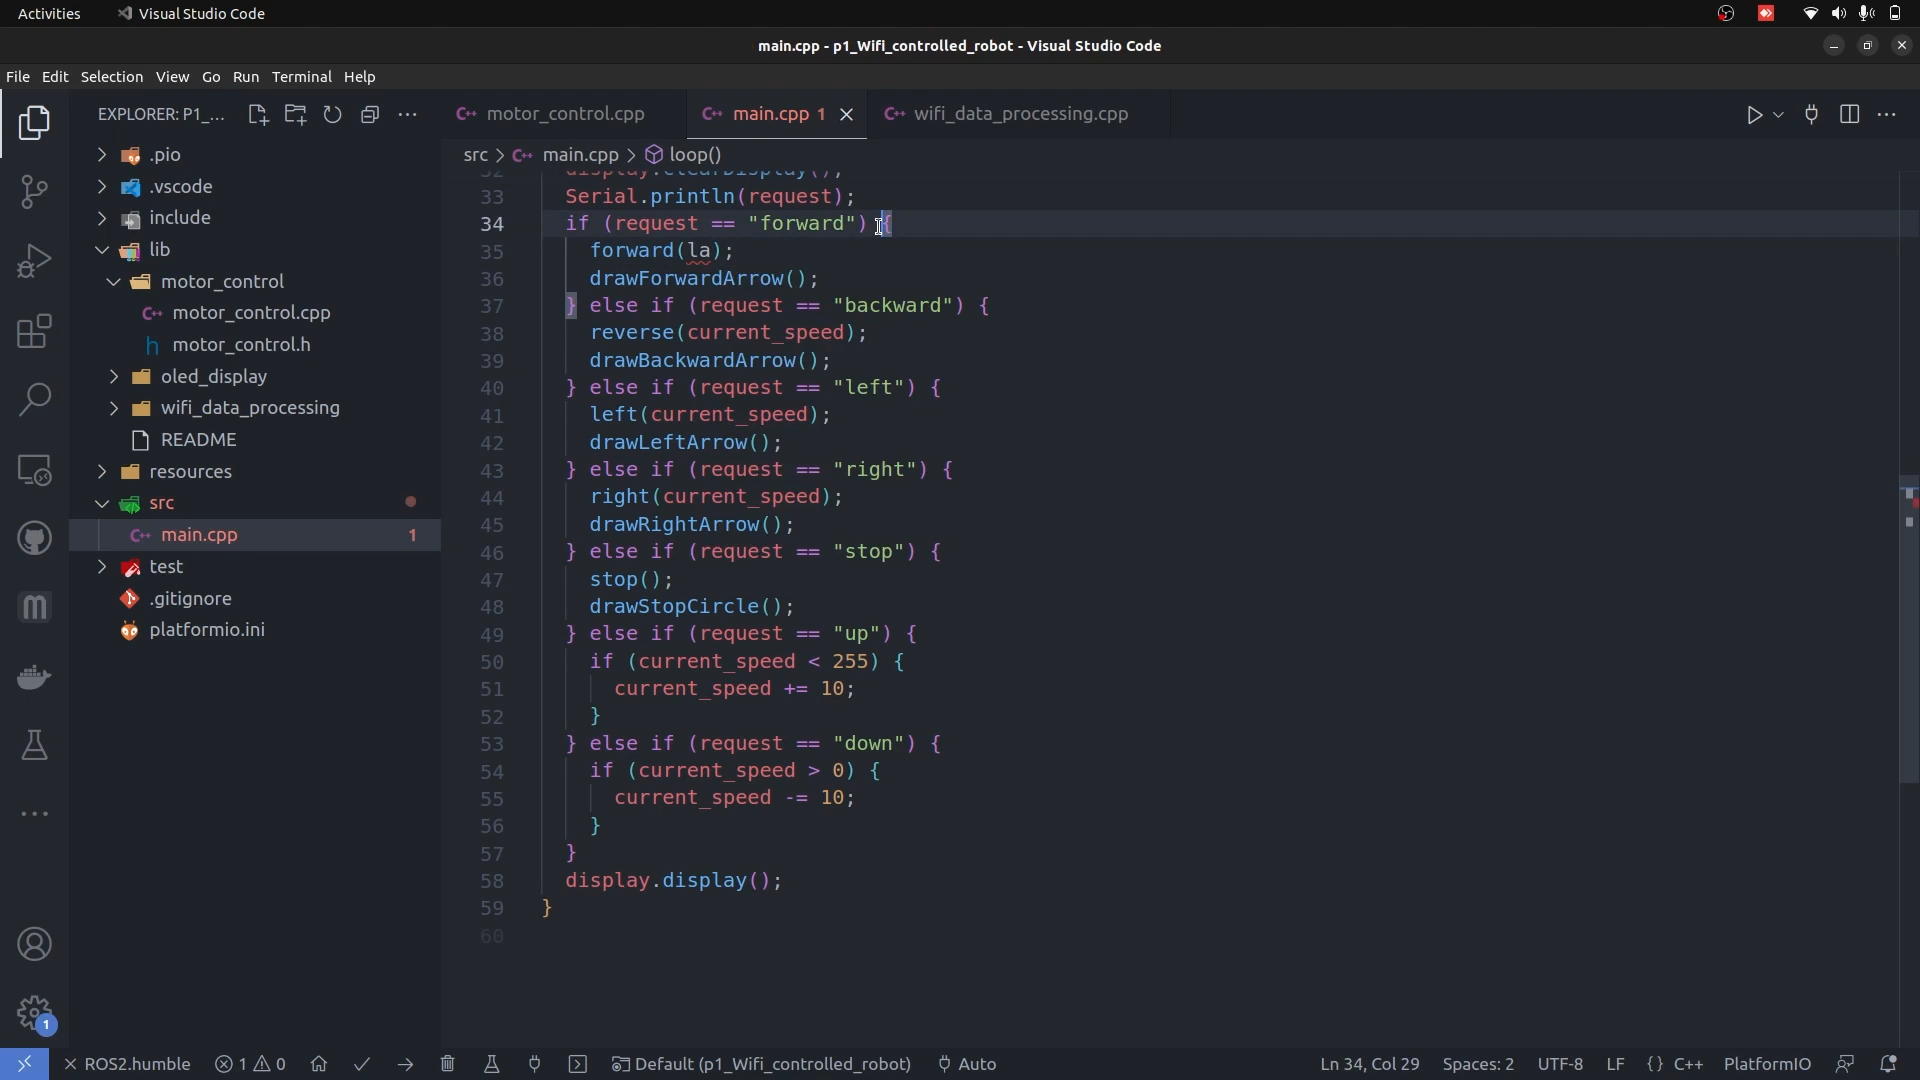 Activities
Visual Studio Code
main.cpp - p1_Wifi_controlled_robot - Visual Studio Code
File Edit Selection View Go Run Terminal Help
EXPLORER: P1_...
motor_control.cpp
main.cpp 1
wifi_data_processing.cpp
src > main.cpp > loop()
.pio
.vscode
include
lib
motor_control
motor_control.cpp
motor_control.h
oled_display
wifi_data_processing
README
resources
src
main.cpp 1
test
.gitignore
platformio.ini
32 display.clearDisplay();
33 Serial.println(request);
34 if (request == "forward") {
35 forward(la);
36 drawForwardArrow();
37 } else if (request == "backward") {
38 reverse(current_speed);
39 drawBackwardArrow();
40 } else if (request == "left") {
41 left(current_speed);
42 drawLeftArrow();
43 } else if (request == "right") {
44 right(current_speed);
45 drawRightArrow();
46 } else if (request == "stop") {
47 stop();
48 drawStopCircle();
49 } else if (request == "up") {
50 if (current_speed < 255) {
51 current_speed += 10;
52 }
53 } else if (request == "down") {
54 if (current_speed > 0) {
55 current_speed -= 10;
56 }
57 }
58 display.display();
59 }
60
1
ROS2.humble 1 0 Default (p1_Wifi_controlled_robot) Auto Ln 34, Col 29 Spaces: 2 UTF-8 LF {} C++ PlatformIO